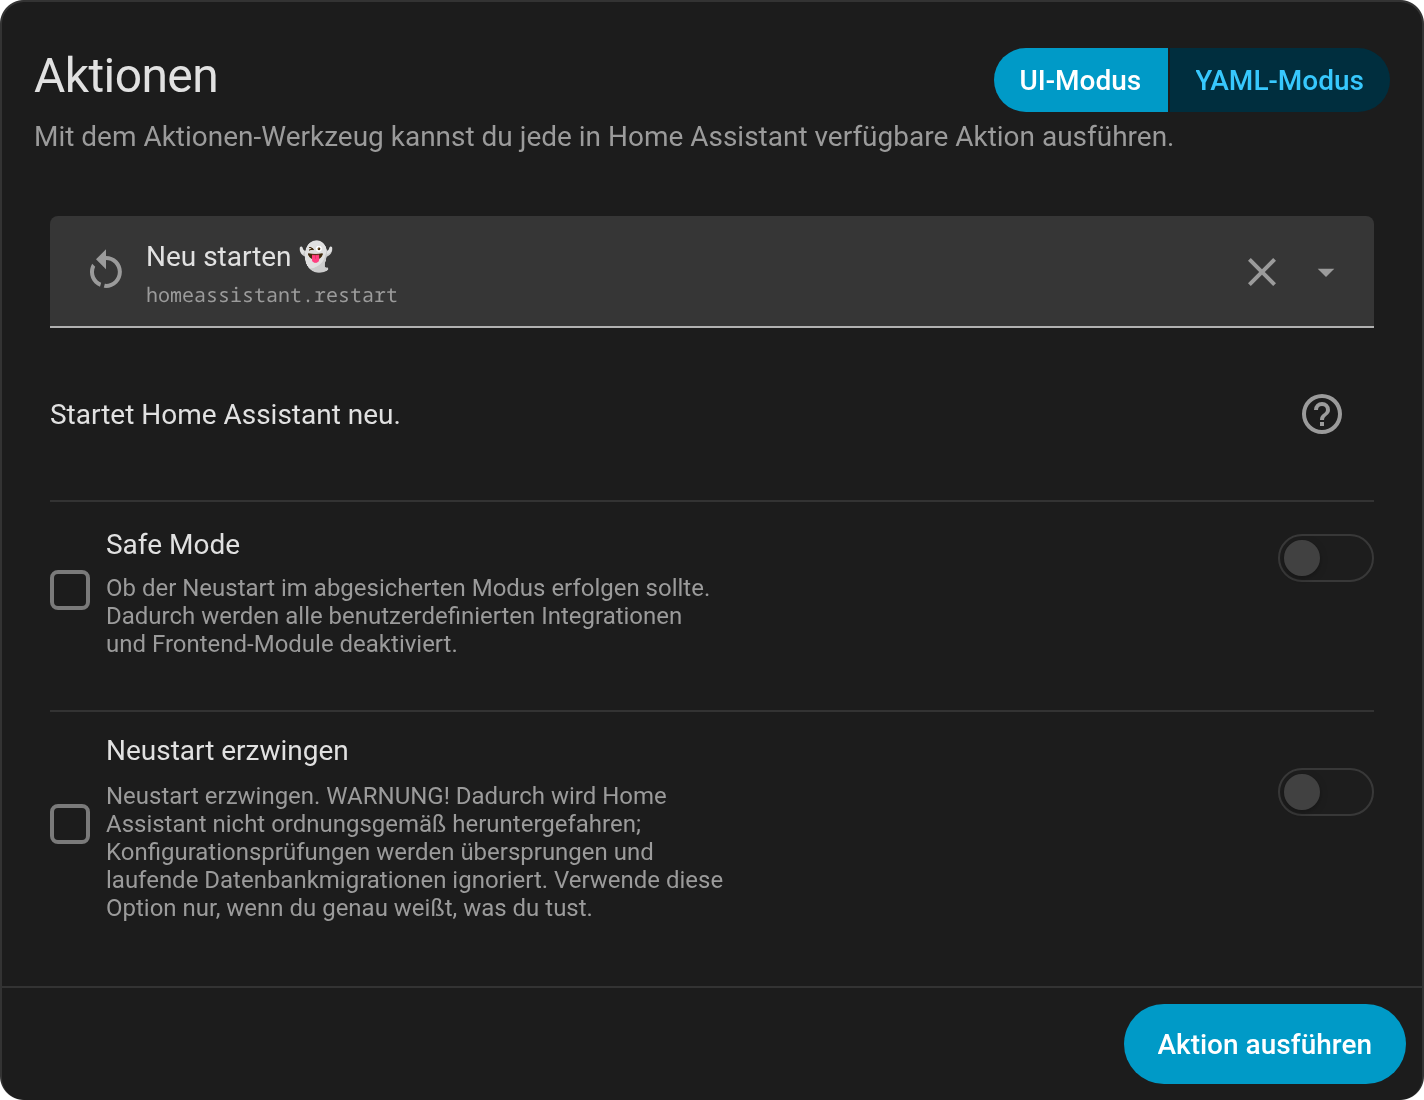 Aktionen
UI-Modus
YAML-Modus
Mit dem Aktionen-Werkzeug kannst du jede in Home Assistant verfügbare Aktion ausführen.
Neu starten 👻
homeassistant.restart
Startet Home Assistant neu.
Safe Mode
Ob der Neustart im abgesicherten Modus erfolgen sollte.
Dadurch werden alle benutzerdefinierten Integrationen
und Frontend-Module deaktiviert.
Neustart erzwingen
Neustart erzwingen. WARNUNG! Dadurch wird Home
Assistant nicht ordnungsgemäß heruntergefahren;
Konfigurationsprüfungen werden übersprungen und
laufende Datenbankmigrationen ignoriert. Verwende diese
Option nur, wenn du genau weißt, was du tust.
Aktion ausführen